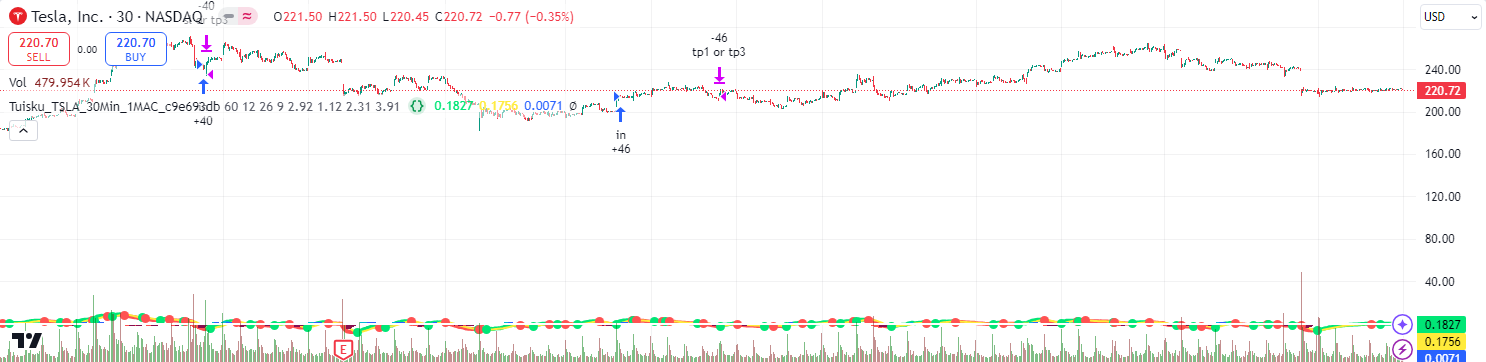 -40
sl or tp3
Tesla, Inc. · 30 · NASDAQ O221.50 H221.50 L220.45 C220.72 −0.77 (−0.35%)
USD
220.70 SELL 0.00 220.70 BUY
-46
tp1 or tp3
Vol 479.954 K
Tuisku_TSLA_30Min_1MAC_c9e693db 60 12 26 9 2.92 1.12 2.31 3.91 {} 0.1827 0.1756 0.0071 Ø
+40
in
+46
240.00
220.72
200.00
160.00
120.00
80.00
40.00
0.1827
0.1756
0.0071
E